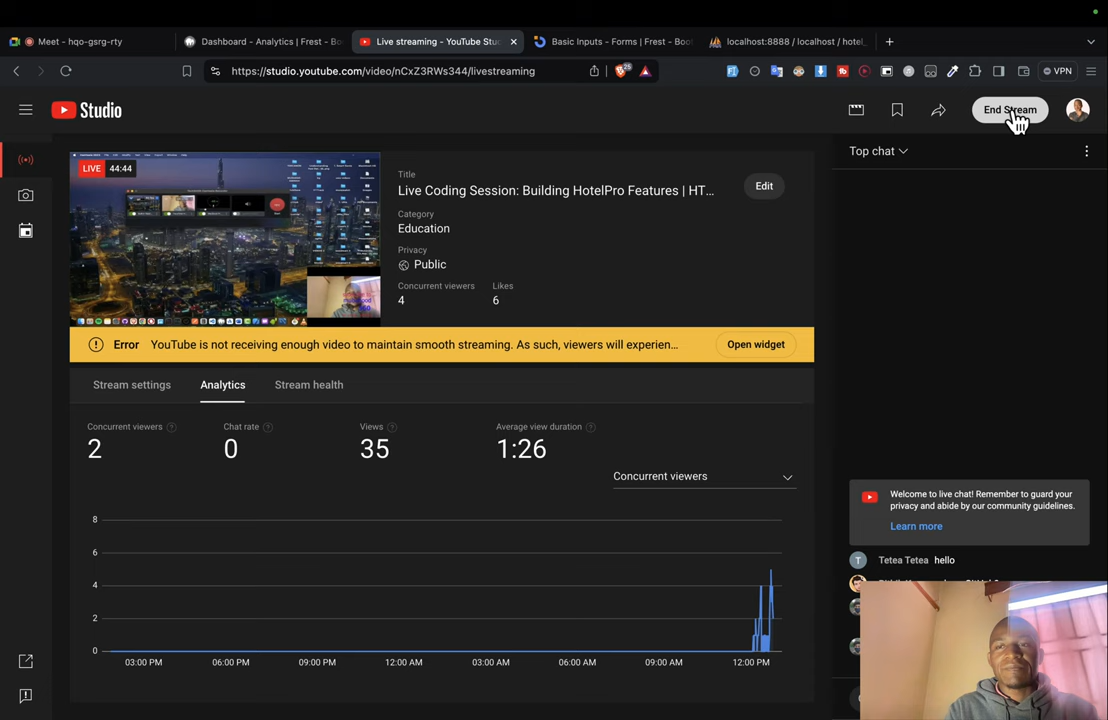 Meet - hqo-gsrg-rty
Dashboard - Analytics | Frest - Bo
Live streaming - YouTube Stu
Basic Inputs - Forms | Frest - Boot
localhost:8888 / localhost / hotel_
https://studio.youtube.com/video/nCxZ3RWs344/livestreaming
25
VPN
Studio
End Stream
Top chat
LIVE 44:44
Title
Live Coding Session: Building HotelPro Features | HT...
Edit
Category
Education
Privacy
Public
Concurrent viewers
Likes
4
6
Error YouTube is not receiving enough video to maintain smooth streaming. As such, viewers will experien...
Open widget
Stream settings
Analytics
Stream health
Concurrent viewers
Chat rate
Views
Average view duration
2
0
35
1:26
Concurrent viewers
8
6
4
2
0
03:00 PM
06:00 PM
09:00 PM
12:00 AM
03:00 AM
06:00 AM
09:00 AM
12:00 PM
Welcome to live chat! Remember to guard your
privacy and abide by our community guidelines.
Learn more
T
Tetea Tetea hello